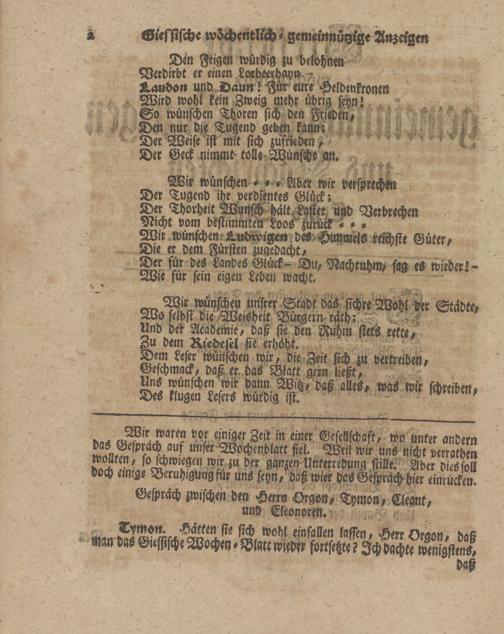 2 Giessische wöchentlich-gemeinnützige Anzeigen
Den Feigen würdig zu belohnen
Verdirbt er einen Lorbeerhayn
Laudon und Daun! Für eure Heldenkronen
Wird wohl kein Zweig mehr übrig seyn!
So wünschen Thoren sich den Frieden,
Den nur die Tugend geben kann;
Der Weise ist mit sich zufrieden,
Der Geck nimmt tolle Wünsche an.
Wir wünschen - - - Aber wir versprechen
Der Tugend ihr verdientes Glück;
Der Thorheit Wunsch hält Laster und Verbrechen
Nicht vom bestimmten Loos zurück - - -
Wir wünschen Ludwigen des Himmels reichste Güter,
Die er dem Fürsten zugedacht,
Der für des Landes Glück - Du, Nachruhm, sag es wieder! -
Wie für sein eigen Leben wacht.
Wir wünschen unsrer Stadt das sichre Wohl der Städte,
Wo selbst die Weisheit Bürgern räth;
Und der Academie, daß sie den Ruhm stets rette,
Zu dem Riedesel sie erhöht.
Dem Leser wünschen wir, die Zeit sich zu vertreiben,
Geschmack, daß er das Blatt gern ließt,
Uns wünschen wir dann Witz, daß alles, was wir schreiben,
Des klugen Lesers würdig ist.
Wir waren vor einiger Zeit in einer Gesellschaft, wo unter andern
das Gespräch auf unser Wochenblatt fiel. Weil wir uns nicht verrathen
wollten, so schwiegen wir zu der ganzen Unterredung stille. Aber dies soll
doch einige Beruhigung für uns seyn, daß wier das Gespräch hier einrücken.
Gespräch zwischen den Herrn Orgon, Tymon, Cleant,
und Eleonoren.
Tymon. Hätten sie sich wohl einfallen lassen, Herr Orgon, daß
man das Giessische Wochen-Blatt wieder fortsetzte? Ich dachte wenigstens,
daß